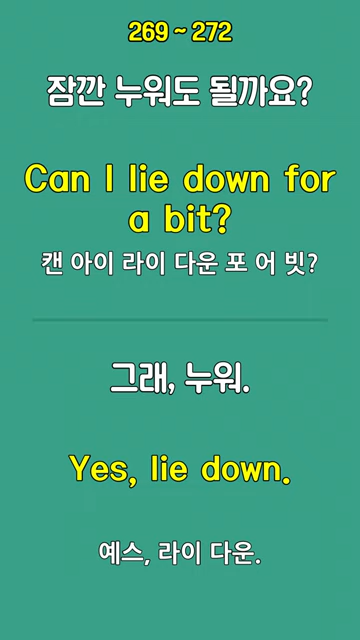 269 ~ 272
잠깐 누워도 될까요?
Can I lie down for
a bit?
캔 아이 라이 다운 포 어 빗?
그래, 누워.
Yes, lie down.
예스, 라이 다운.